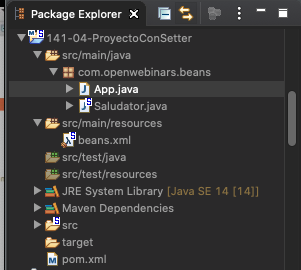 Package Explorer
141-04-ProyectoConSetter
src/main/java
com.openwebinars.beans
App.java
Saludator.java
src/main/resources
beans.xml
src/test/java
src/test/resources
JRE System Library [Java SE 14 [14]]
Maven Dependencies
src
target
pom.xml